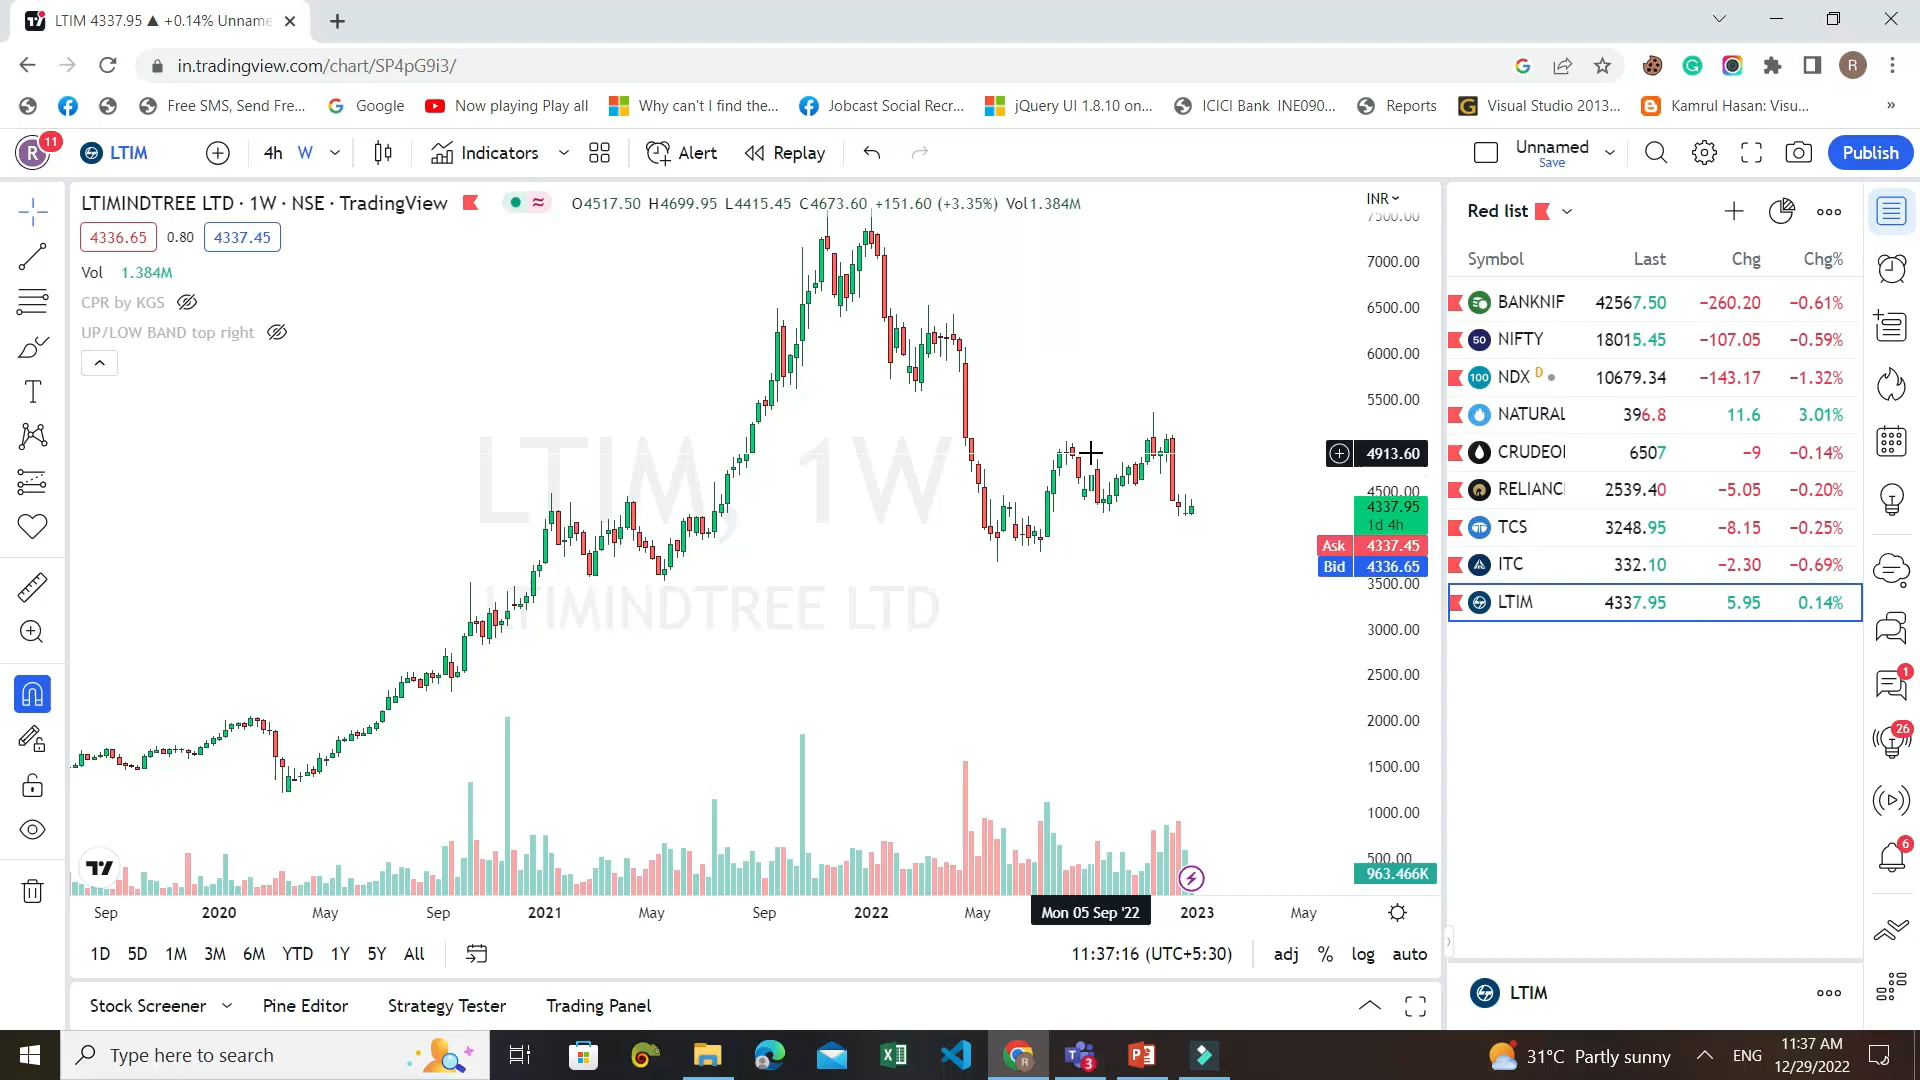 LTIM 4337.95 ▲ +0.14% Unname
in.tradingview.com/chart/SP4pG9i3/
R
Free SMS, Send Fre... Google Now playing Play all Why can't I find the... Jobcast Social Recr... jQuery UI 1.8.10 on... ICICI Bank INE090... Reports Visual Studio 2013... Kamrul Hasan: Visu... »
R 11 LTIM 4h W Indicators Alert Replay Unnamed Save Publish
LTIMINDTREE LTD · 1W · NSE · TradingView O4517.50 H4699.95 L4415.45 C4673.60 +151.60 (+3.35%) Vol1.384M
4336.65 0.80 4337.45
Vol 1.384M
CPR by KGS
UP/LOW BAND top right
LTIM, 1W
LTIMINDTREE LTD
INR
7500.00
7000.00
6500.00
6000.00
5500.00
4913.60
4500.00
4337.95
1d 4h
Ask 4337.45
Bid 4336.65
3500.00
3000.00
2500.00
2000.00
1500.00
1000.00
500.00
963.466K
Sep 2020 May Sep 2021 May Sep 2022 May Mon 05 Sep '22 2023 May
1D 5D 1M 3M 6M YTD 1Y 5Y All 11:37:16 (UTC+5:30) adj % log auto
Stock Screener Pine Editor Strategy Tester Trading Panel
Red list
Symbol Last Chg Chg%
BANKNIF 42567.50 −260.20 −0.61%
50 NIFTY 18015.45 −107.05 −0.59%
100 NDX D 10679.34 −143.17 −1.32%
NATURAL 396.8 11.6 3.01%
CRUDEOI 6507 −9 −0.14%
RELIANC 2539.40 −5.05 −0.20%
TCS 3248.95 −8.15 −0.25%
ITC 332.10 −2.30 −0.69%
LTIM 4337.95 5.95 0.14%
LTIM
1
26
6
Type here to search
3
31°C Partly sunny ENG
11:37 AM
12/29/2022